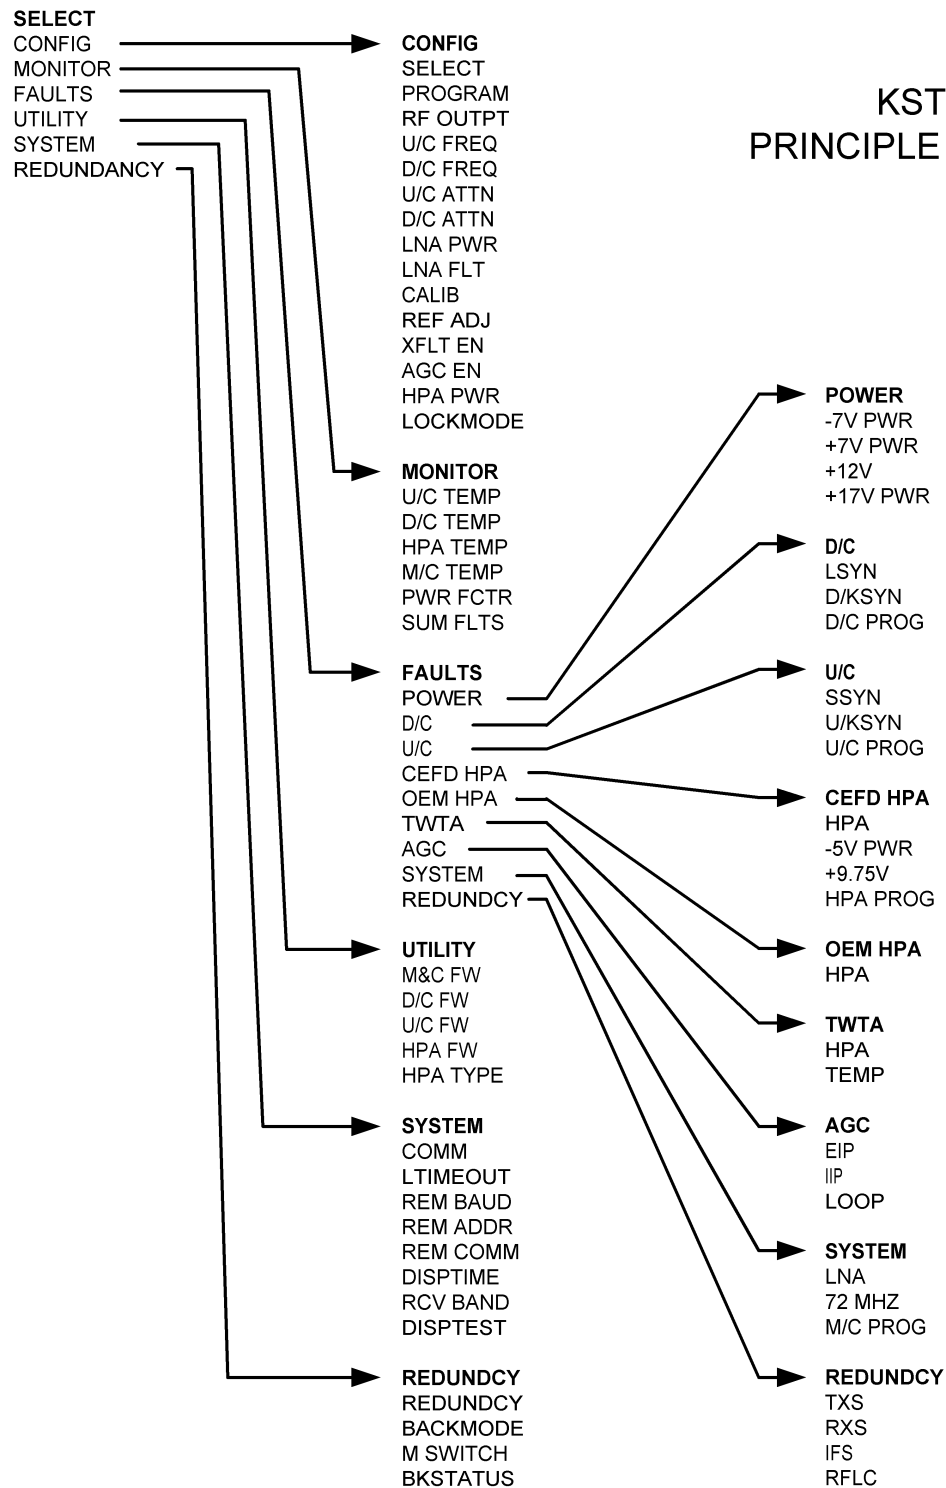 SELECT
CONFIG
MONITOR
FAULTS
UTILITY
SYSTEM
REDUNDANCY
KST
PRINCIPLE
CONFIG
SELECT
PROGRAM
RF OUTPT
U/C FREQ
D/C FREQ
U/C ATTN
D/C ATTN
LNA PWR
LNA FLT
CALIB
REF ADJ
XFLT EN
AGC EN
HPA PWR
LOCKMODE
MONITOR
U/C TEMP
D/C TEMP
HPA TEMP
M/C TEMP
PWR FCTR
SUM FLTS
FAULTS
POWER
D/C
U/C
CEFD HPA
OEM HPA
TWTA
AGC
SYSTEM
REDUNDCY
UTILITY
M&C FW
D/C FW
U/C FW
HPA FW
HPA TYPE
SYSTEM
COMM
LTIMEOUT
REM BAUD
REM ADDR
REM COMM
DISPTIME
RCV BAND
DISPTEST
REDUNDCY
REDUNDCY
BACKMODE
M SWITCH
BKSTATUS
POWER
-7V PWR
+7V PWR
+12V
+17V PWR
D/C
LSYN
D/KSYN
D/C PROG
U/C
SSYN
U/KSYN
U/C PROG
CEFD HPA
HPA
-5V PWR
+9.75V
HPA PROG
OEM HPA
HPA
TWTA
HPA
TEMP
AGC
EIP
IIP
LOOP
SYSTEM
LNA
72 MHZ
M/C PROG
REDUNDCY
TXS
RXS
IFS
RFLC